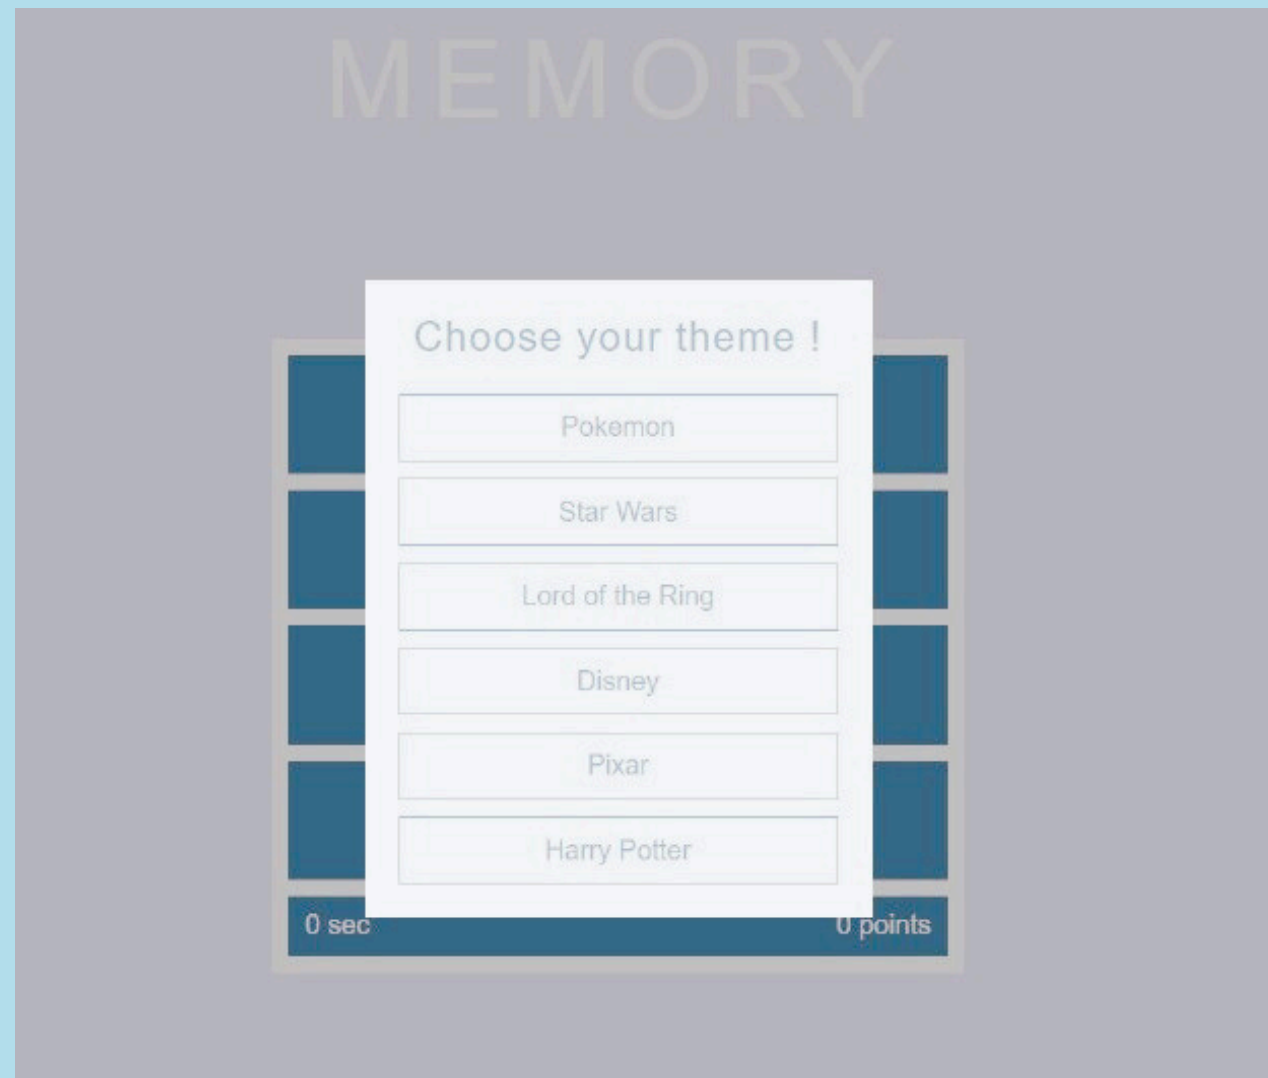 MEMORY
Choose your theme !
Pokemon
Star Wars
Lord of the Ring
Disney
Pixar
Harry Potter
0 sec
0 points